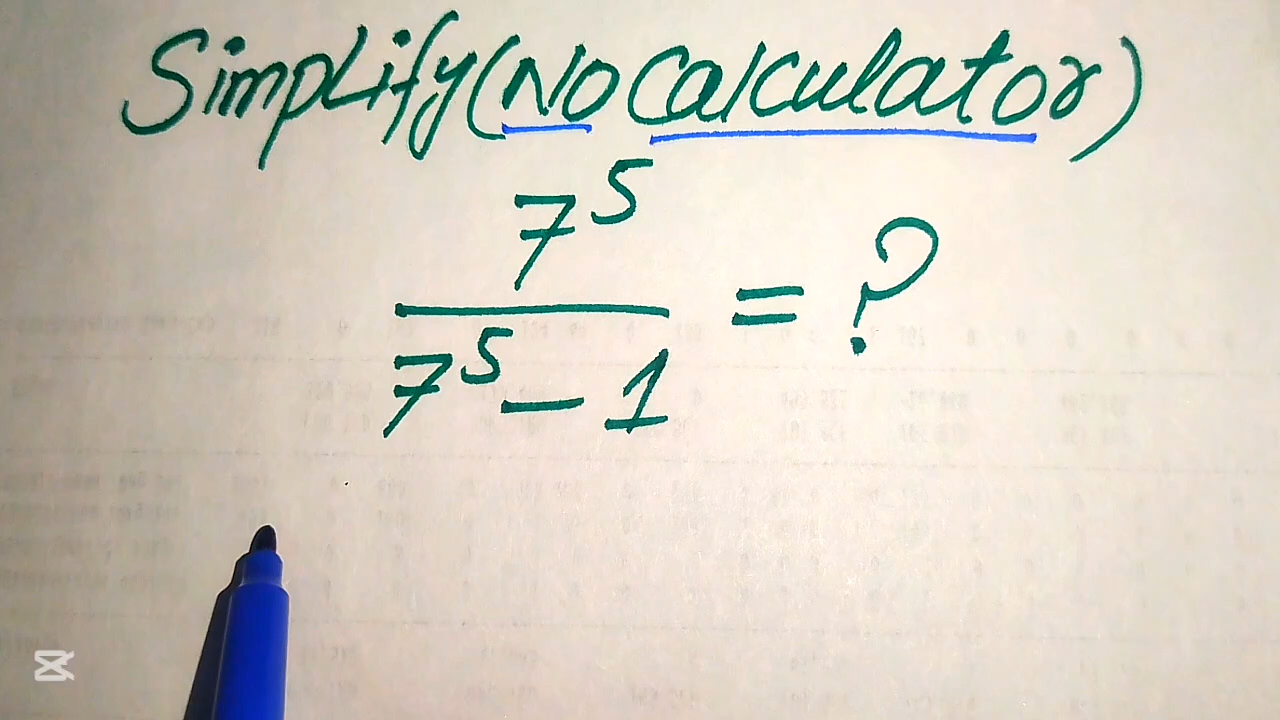 Simplify(No Calculator)
7^5
7^5 - 1
= ?